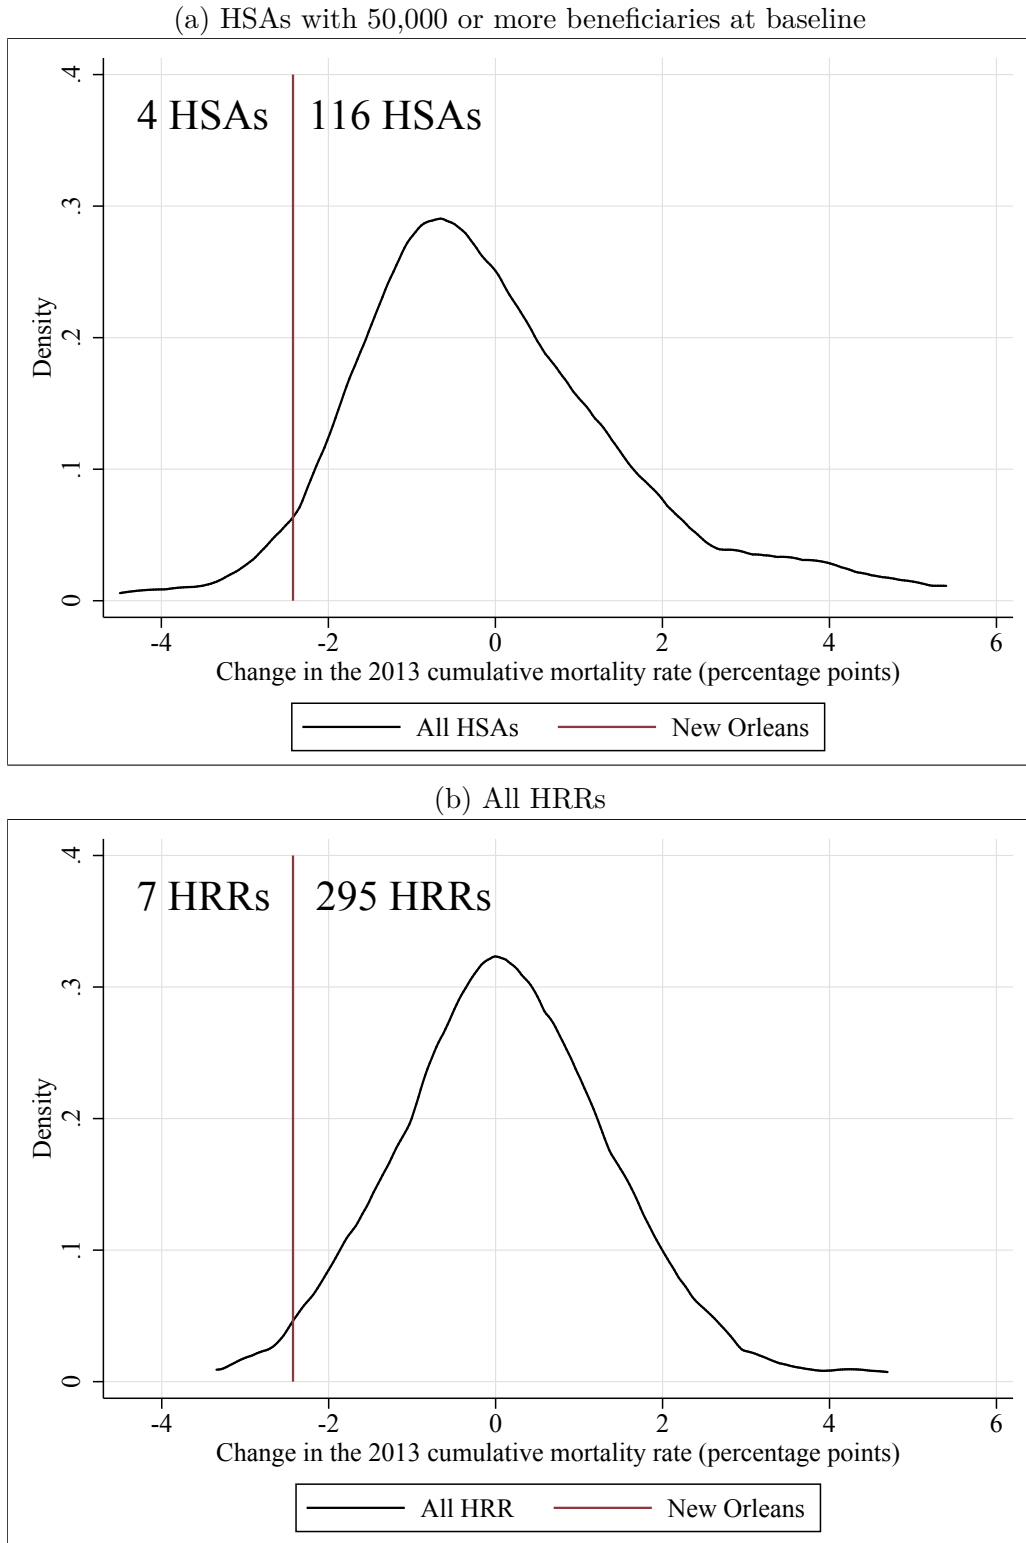 (a) HSAs with 50,000 or more beneficiaries at baseline
4 HSAs 116 HSAs
.4
.3
.2
.1
0
Density
-4 -2 0 2 4 6
Change in the 2013 cumulative mortality rate (percentage points)
All HSAs New Orleans
(b) All HRRs
7 HRRs 295 HRRs
.4
.3
.2
.1
0
Density
-4 -2 0 2 4 6
Change in the 2013 cumulative mortality rate (percentage points)
All HRR New Orleans